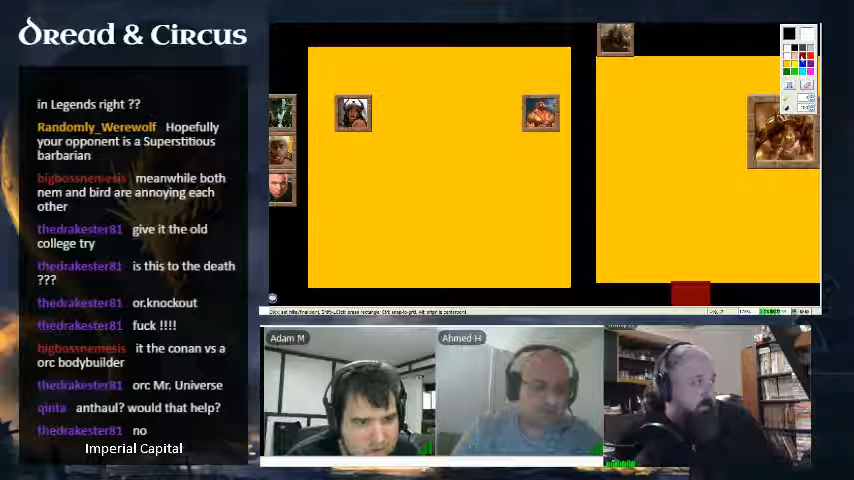 Dread & Circus
in Legends right ??
Randomly_Werewolf Hopefully
your opponent is a Superstitious
barbarian
bigbossnemesis meanwhile both
nem and bird are annoying each
other
thedrakester81 give it the old
college try
thedrakester81 is this to the death
???
thedrakester81 or.knockout
thedrakester81 fuck !!!!
bigbossnemesis it the conan vs a
orc bodybuilder
thedrakester81 orc Mr. Universe
qinta anthaul? would that help?
thedrakester81 no
Imperial Capital
Adam M
Ahmed H